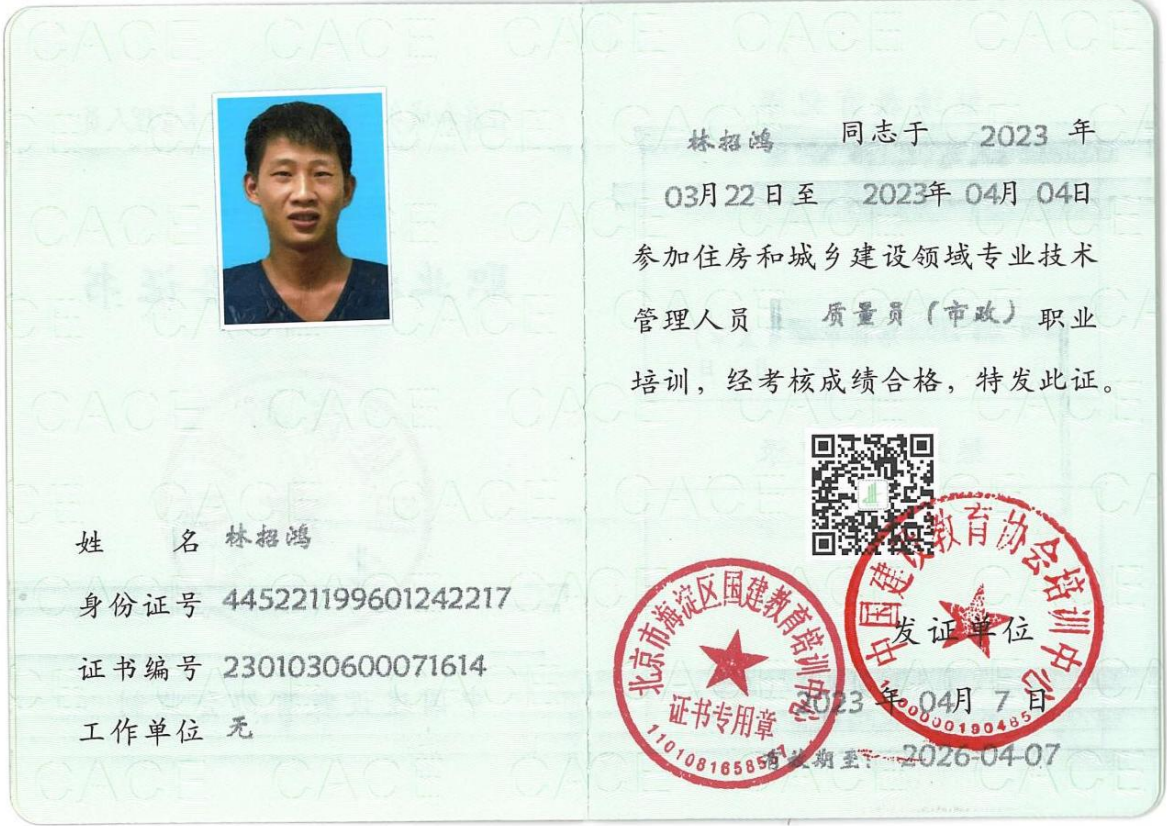 林招鸿 同志于 2023 年
03月22日至 2023年 04月 04日
参加住房和城乡建设领域专业技术
管理人员 质量员（市政） 职业
培训，经考核成绩合格，特发此证。
姓 名 林招鸿
身份证号 445221199601242217
证书编号 2301030600071614
工作单位 无
中国建设教育协会培训中心
北京市海淀区国建教育培训中心
证书专用章
发证单位
2023 年 04月 7 日
有效期至: 2026-04-07
CACE